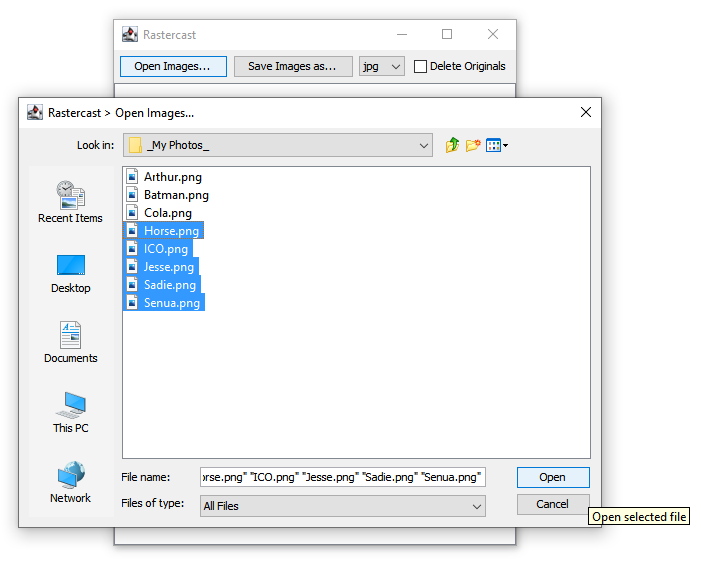 Rastercast
Open Images...
Save Images as...
jpg
Delete Originals
Rastercast > Open Images...
Look in:
_My Photos_
Recent Items
Desktop
Documents
This PC
Network
Arthur.png
Batman.png
Cola.png
Horse.png
ICO.png
Jesse.png
Sadie.png
Senua.png
File name:
orse.png" "ICO.png" "Jesse.png" "Sadie.png" "Senua.png"
Open
Files of type:
All Files
Cancel
Open selected file